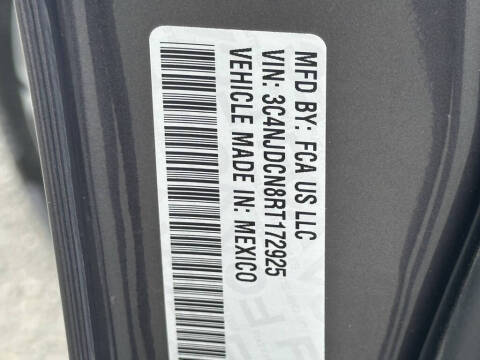 MFD BY: FCA US LLC
VIN: 3C4NJDCN8RT172925
VEHICLE MADE IN: MEXICO